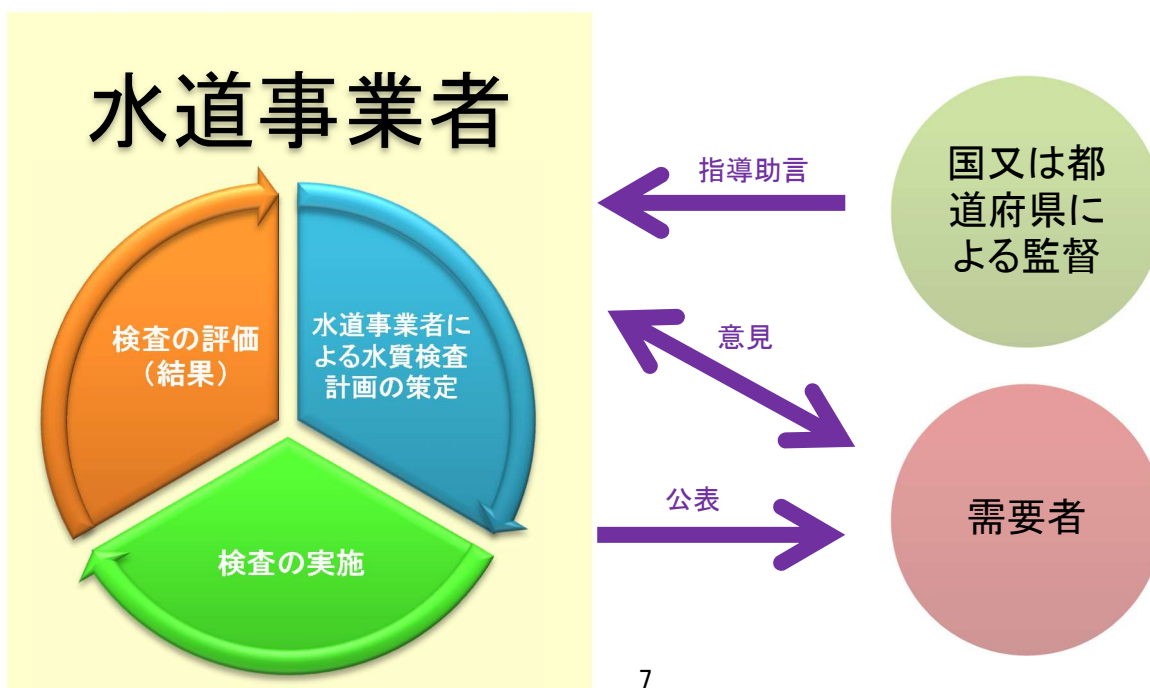 水道事業者
検査の評価
（結果）
水道事業者に
よる水質検査
計画の策定
検査の実施
指導助言
意見
公表
国又は都
道府県に
よる監督
需要者
7